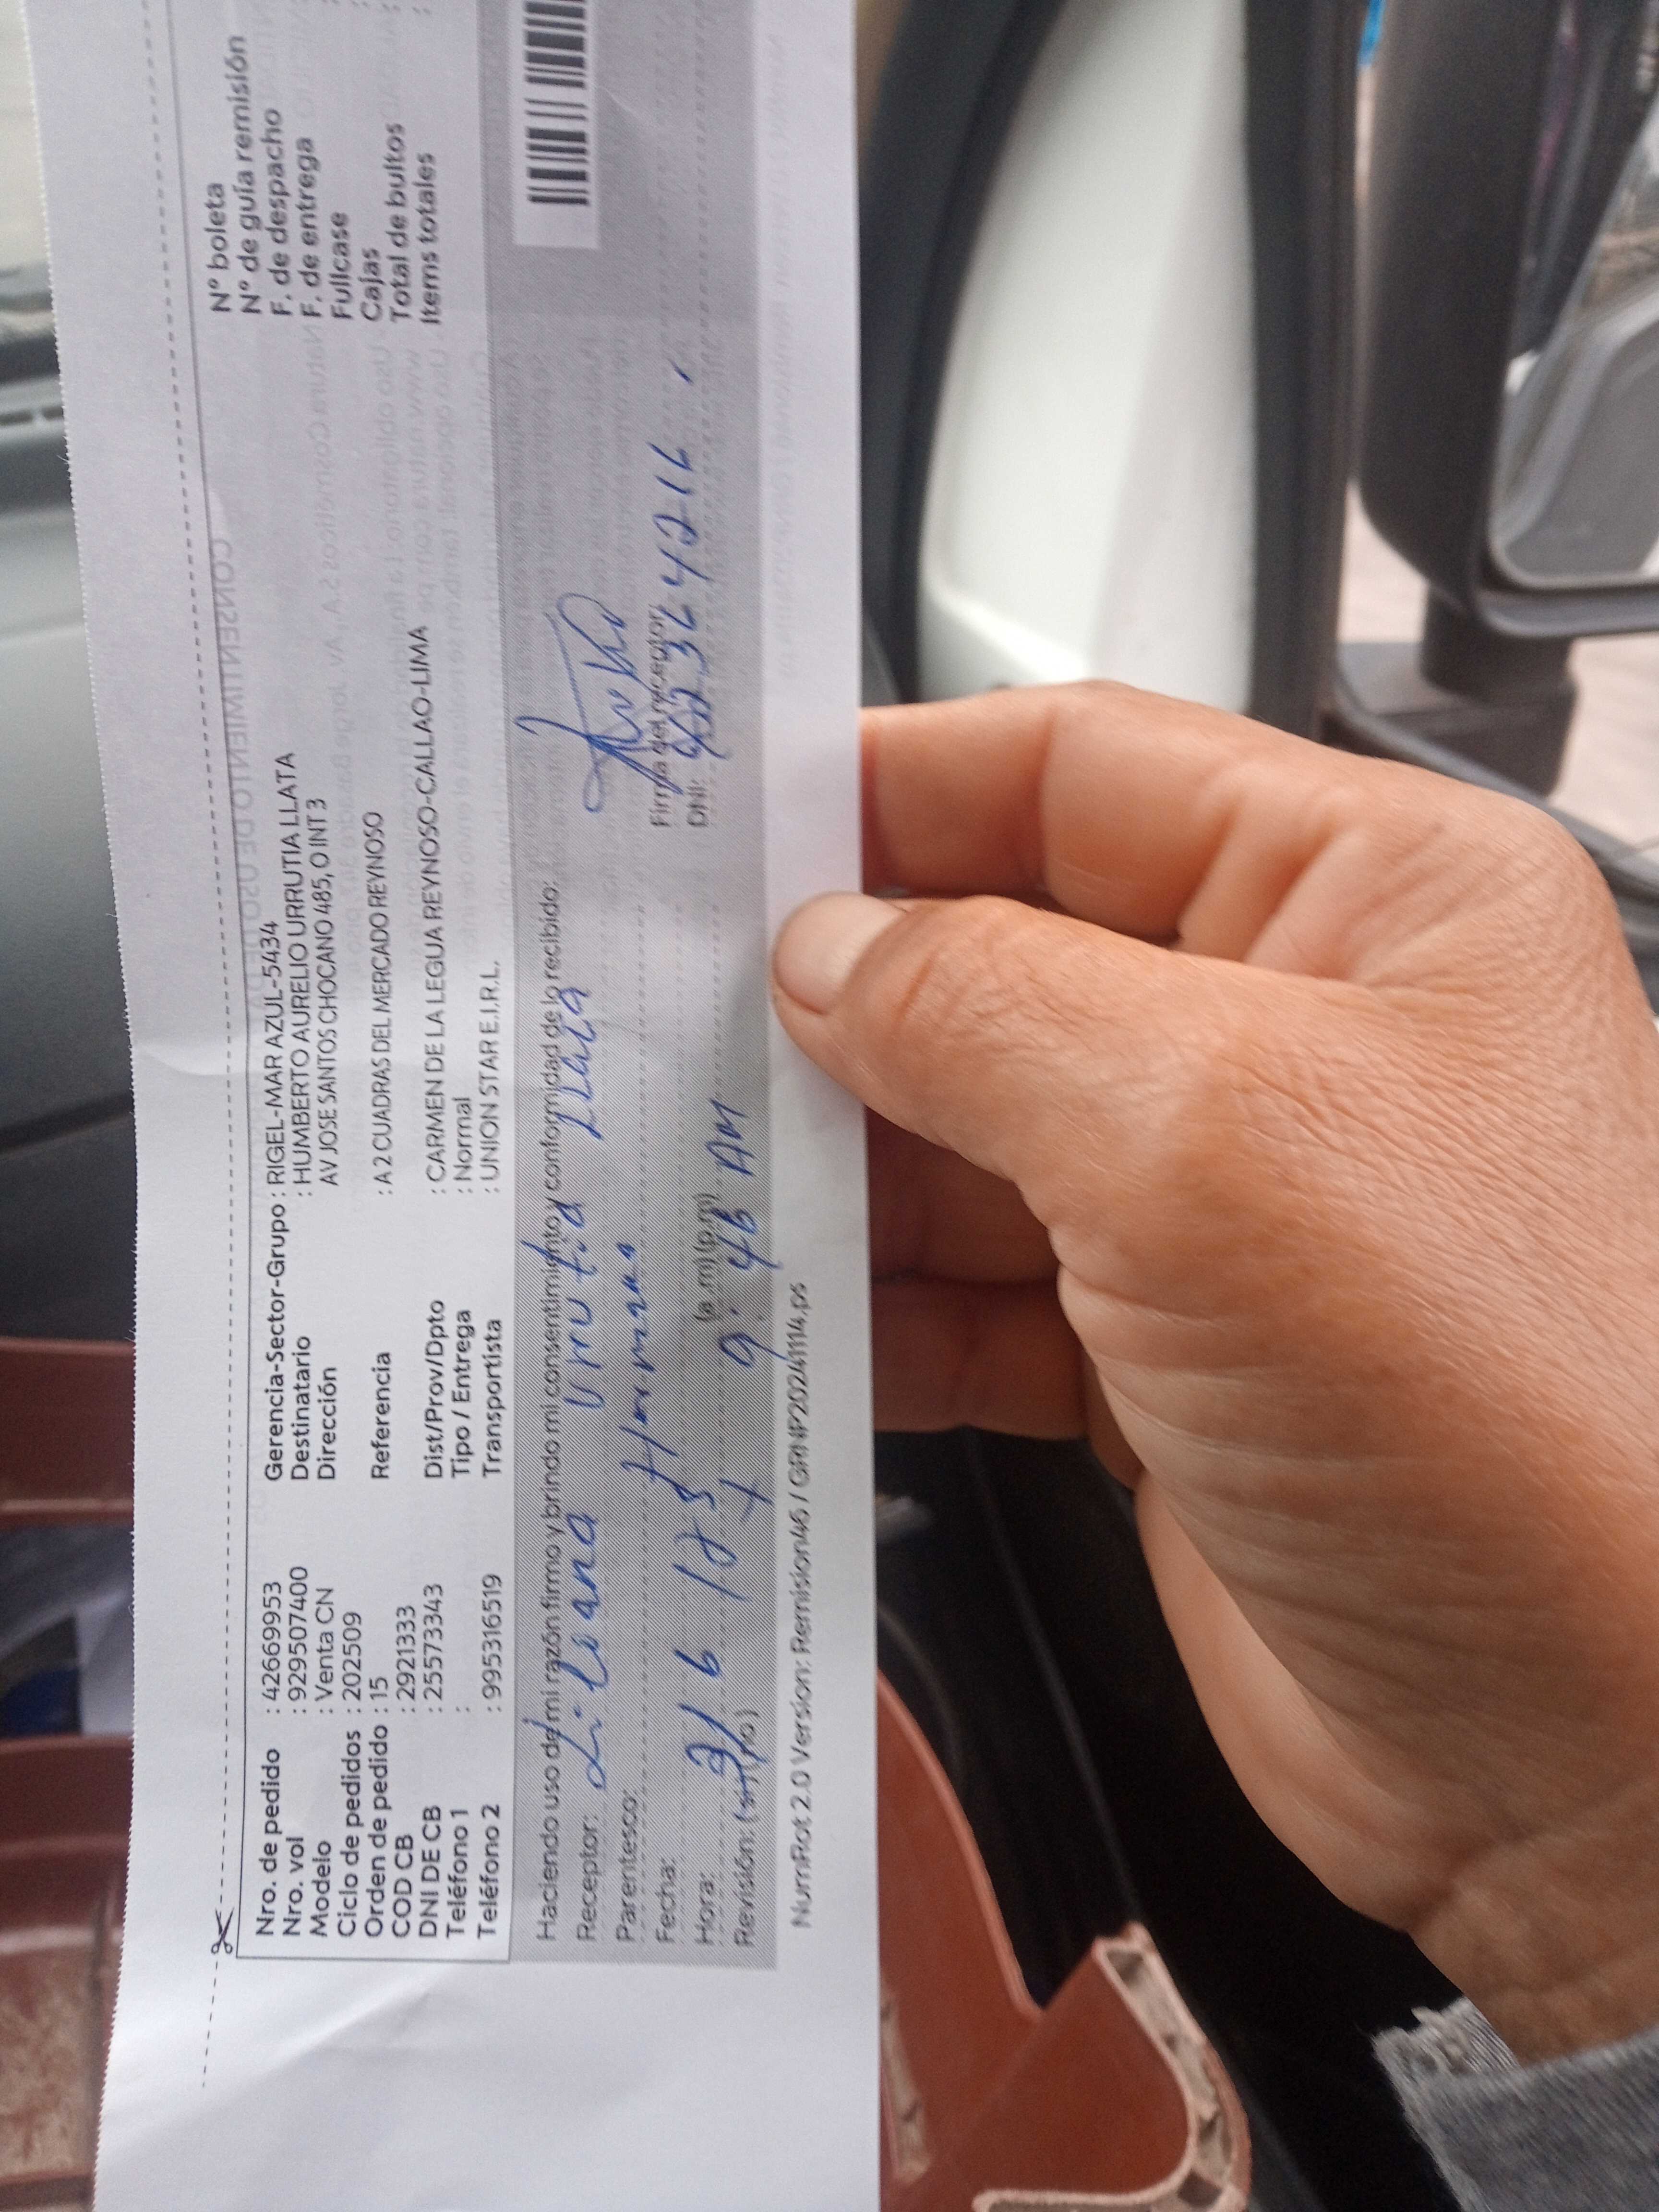 Nro. de pedido : 42669953
Nro. vol : 929507400
Modelo : Venta CN
Ciclo de pedidos : 202509
Orden de pedido : 15
COD CB : 2921333
DNI DE CB : 25573343
Teléfono 1 :
Teléfono 2 : 995316519
Gerencia-Sector-Grupo : RIGEL-MAR AZUL-5434
Destinatario : HUMBERTO AURELIO URRUTIA LLATA
Dirección AV JOSE SANTOS CHOCANO 485, O INT 3
Referencia : A 2 CUADRAS DEL MERCADO REYNOSO
Dist/Prov/Dpto : CARMEN DE LA LEGUA REYNOSO-CALLAO-LIMA
Tipo / Entrega : Normal
Transportista : UNION STAR E.I.R.L.
N° boleta
N° de guía remisión
F. de despacho
F. de entrega
Fullcase
Cajas
Total de bultos
Items totales
Haciendo uso de mi razón firmo y brindo mi consentimiento y conformidad de lo recibido:
Receptor: Liliana Urrutia Llata
Parentesco: Hermana
Fecha: 3/6/25
Hora: (a.m)(p.m) 9:48 AM
Revisión: (si) (no)
Firma del receptor
DNI:
NumRot 2.0 Version: Remision46 / GRNP20241114.ps